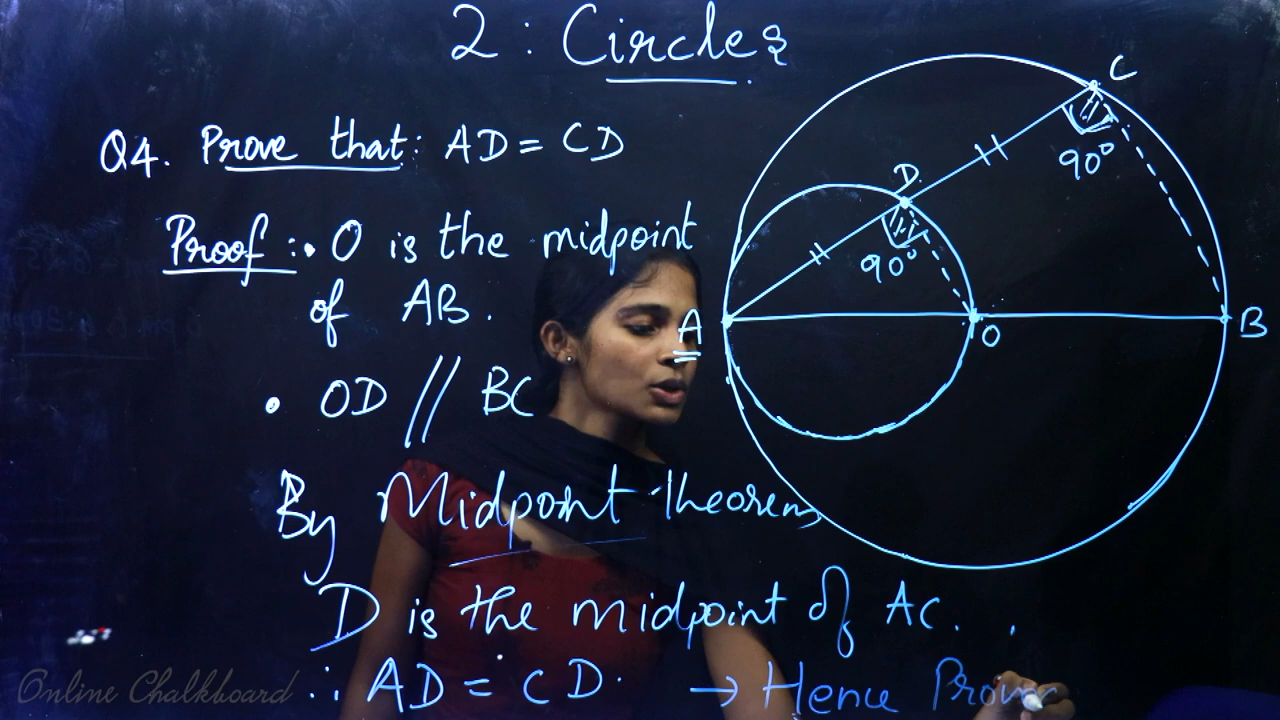 2 : Circles
Q4. Prove that: AD = CD
Proof :• O is the midpoint
of AB.
• OD // BC
By Midpoint theorem
D is the midpoint of AC.
∴ AD = CD. → Hence Prove
C
90°
D
90°
A
O
B
Online Chalkboard